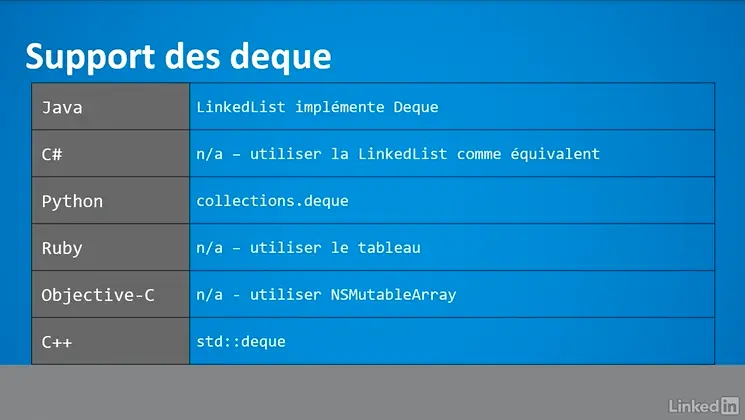 Support des deque
Java LinkedList implémente Deque
C# n/a – utiliser la LinkedList comme équivalent
Python collections.deque
Ruby n/a – utiliser le tableau
Objective-C n/a - utiliser NSMutableArray
C++ std::deque
LinkedIn